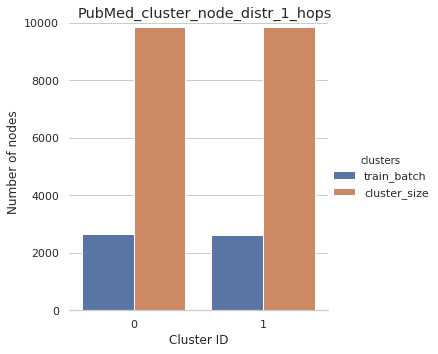 PubMed_cluster_node_distr_1_hops
10000
8000
6000
4000
2000
0
Number of nodes
0 1
Cluster ID
clusters
train_batch
cluster_size